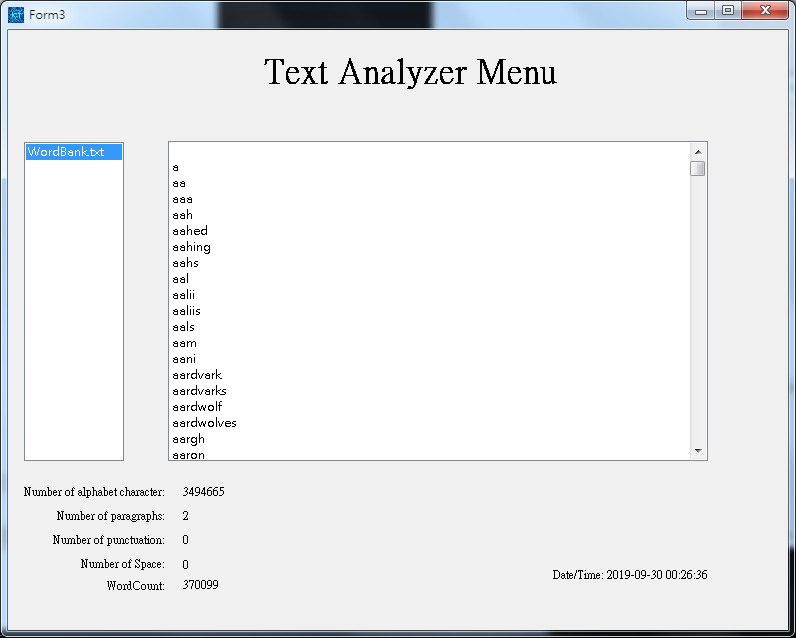 Form3
Text Analyzer Menu
WordBank.txt
a
aa
aaa
aah
aahed
aahing
aahs
aal
aalii
aaliis
aals
aam
aani
aardvark
aardvarks
aardwolf
aardwolves
aargh
aaron
Number of alphabet character: 3494665
Number of paragraphs: 2
Number of punctuation: 0
Number of Space: 0
WordCount: 370099
Date/Time: 2019-09-30 00:26:36